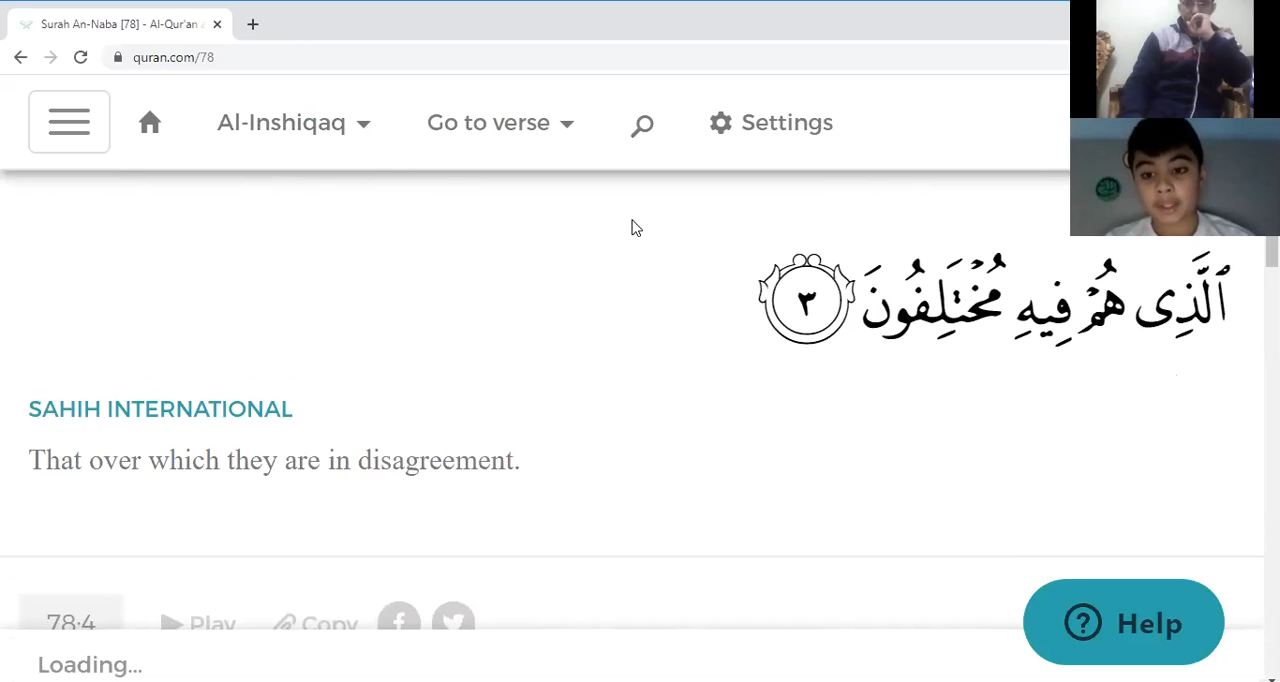 Surah An-Naba [78] - Al-Qur'an
quran.com/78
Al-Inshiqaq
Go to verse
Settings
ٱلَّذِى هُمْ فِيهِ مُخْتَلِفُونَ ٣
SAHIH INTERNATIONAL
That over which they are in disagreement.
78:4 Play Copy
Help
Loading...